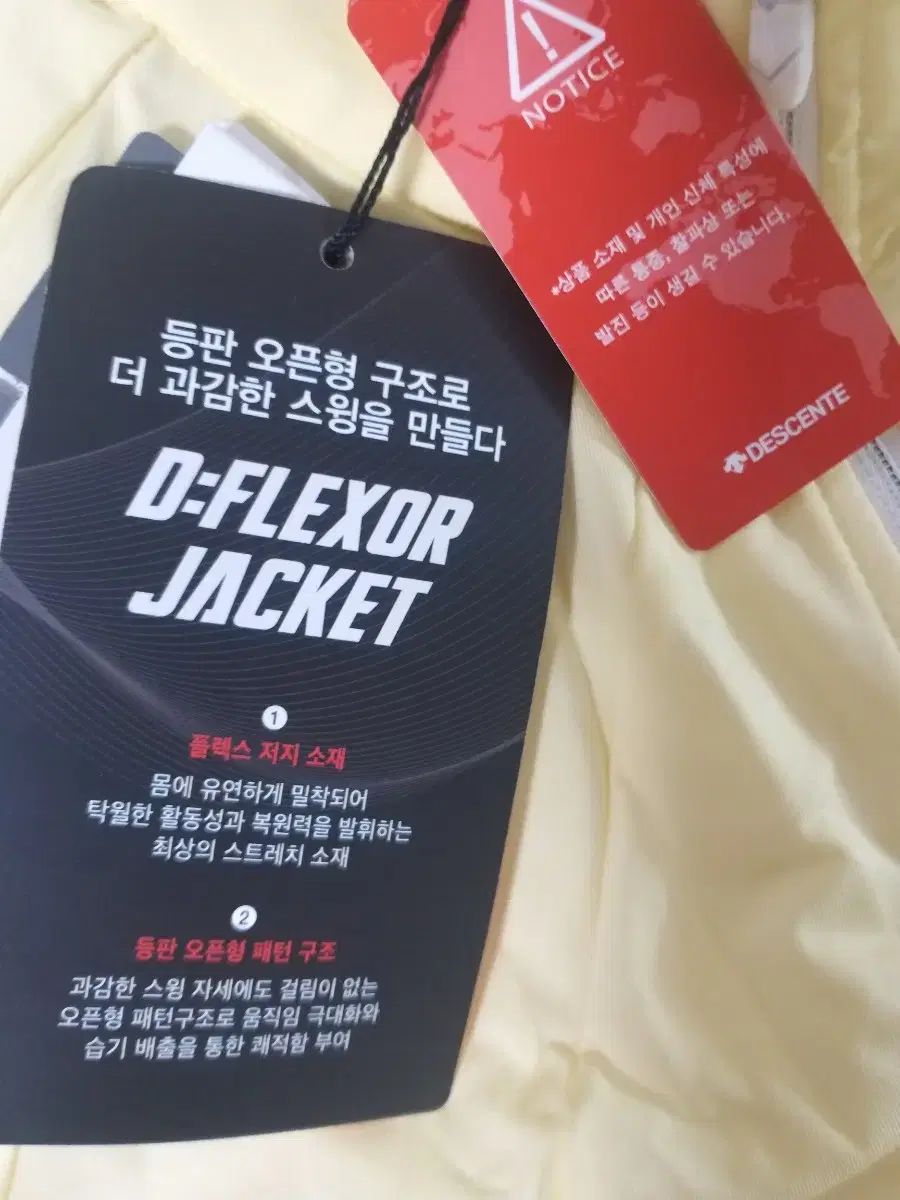 NOTICE
*상품 소재 및 개인 신체 특성에
따른 통증, 찰과상 또는
발진 등이 생길 수 있습니다.
DESCENTE
등판 오픈형 구조로
더 과감한 스윙을 만들다
D:FLEXOR
JACKET
1
플렉스 저지 소재
몸에 유연하게 밀착되어
탁월한 활동성과 복원력을 발휘하는
최상의 스트레치 소재
2
등판 오픈형 패턴 구조
과감한 스윙 자세에도 걸림이 없는
오픈형 패턴구조로 움직임 극대화와
습기 배출을 통한 쾌적함 부여